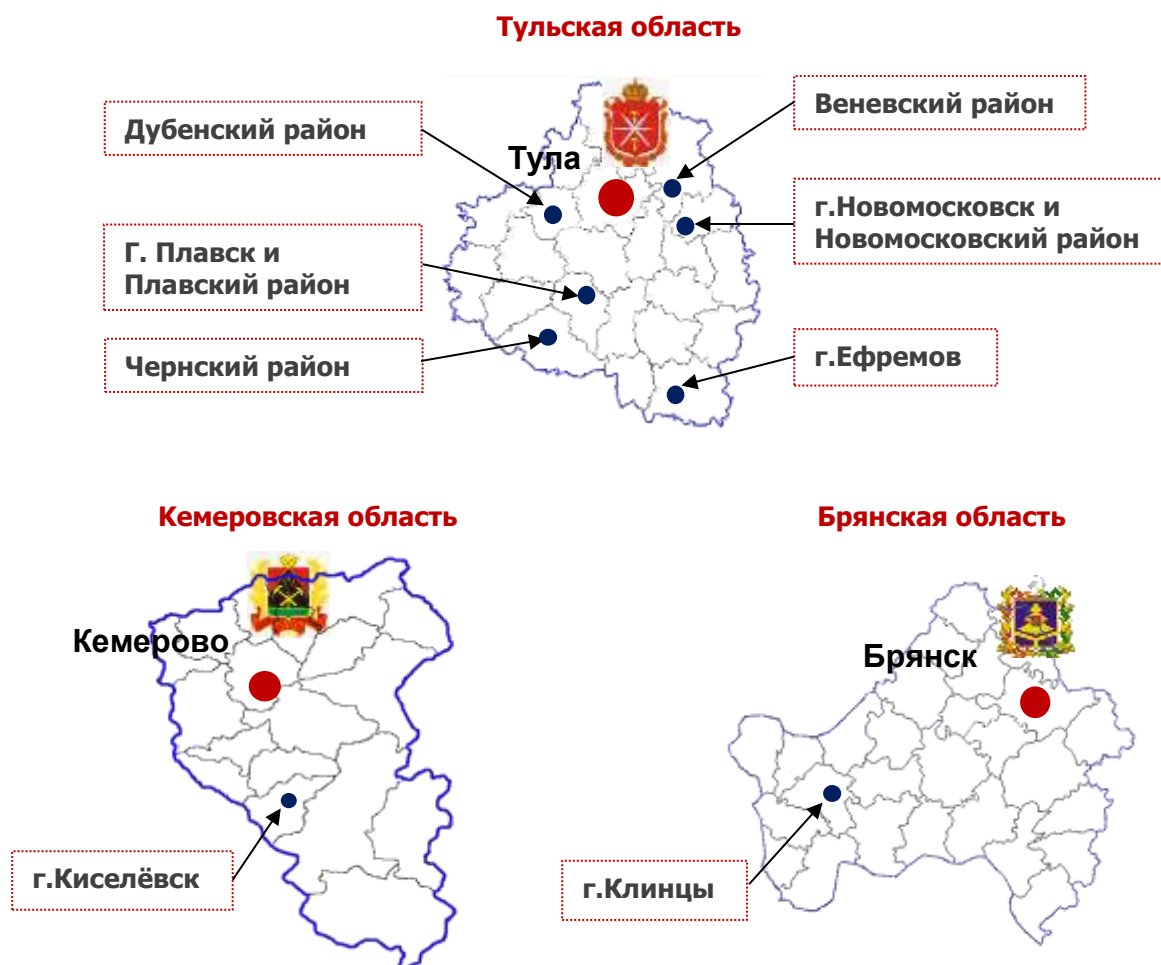 Тульская область
Дубенский район
Веневский район
Тула
г.Новомосковск и
Новомосковский район
Г. Плавск и
Плавский район
Чернский район
г.Ефремов
Кемеровская область
Брянская область
Кемерово
Брянск
г.Киселёвск
г.Клинцы